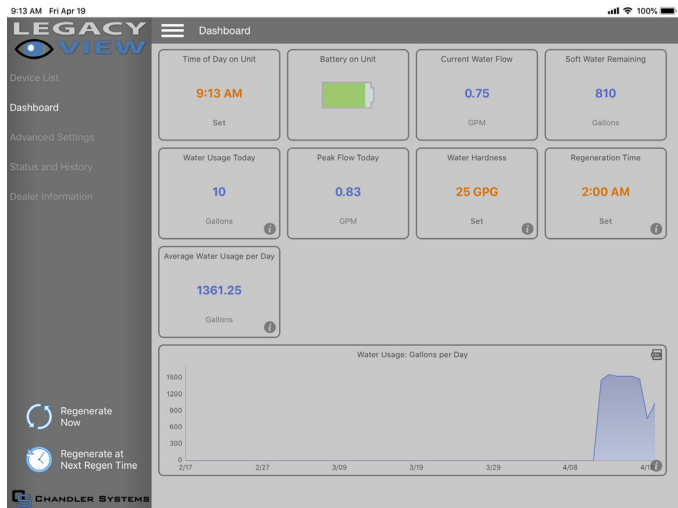 9:13 AM Fri Apr 19
100%
LEGACY
VIEW
Dashboard
Device List
Dashboard
Advanced Settings
Status and History
Dealer Information
Regenerate
Now
Regenerate at
Next Regen Time
CHANDLER SYSTEMS
Time of Day on Unit
9:13 AM
Set
Battery on Unit
Current Water Flow
0.75
GPM
Soft Water Remaining
810
Gallons
Water Usage Today
10
Gallons
Peak Flow Today
0.83
GPM
Water Hardness
25 GPG
Set
Regeneration Time
2:00 AM
Set
Average Water Usage per Day
1361.25
Gallons
Water Usage: Gallons per Day
1500
1200
900
600
300
0
2/17 2/27 3/09 3/19 3/29 4/08